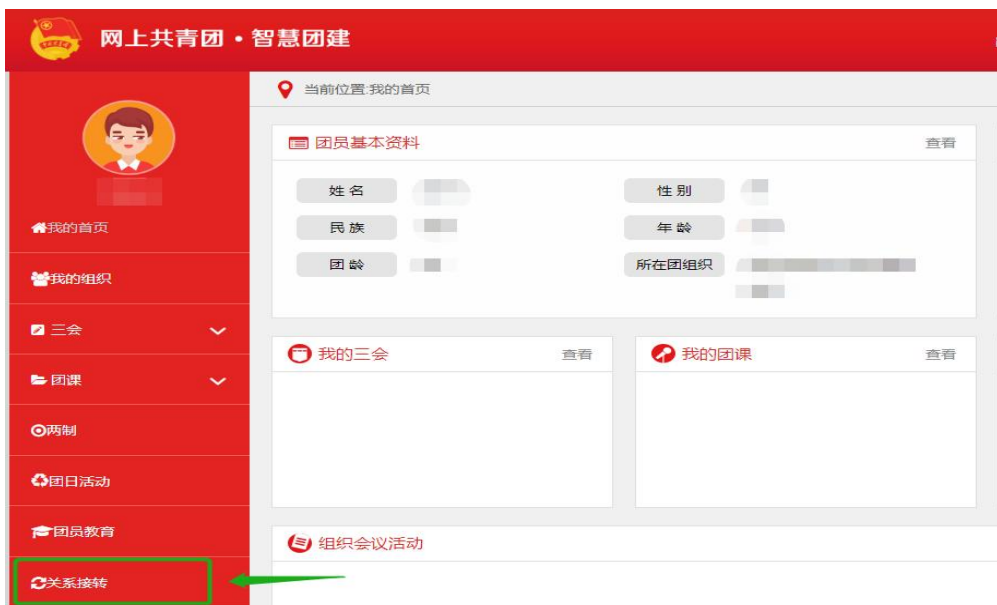 网上共青团·智慧团建
当前位置:我的首页
我的首页
我的组织
三会
团课
两制
团日活动
团员教育
关系接转
团员基本资料 查看
姓名 性别
民族 年龄
团龄 所在团组织
我的三会 查看
我的团课 查看
组织会议活动